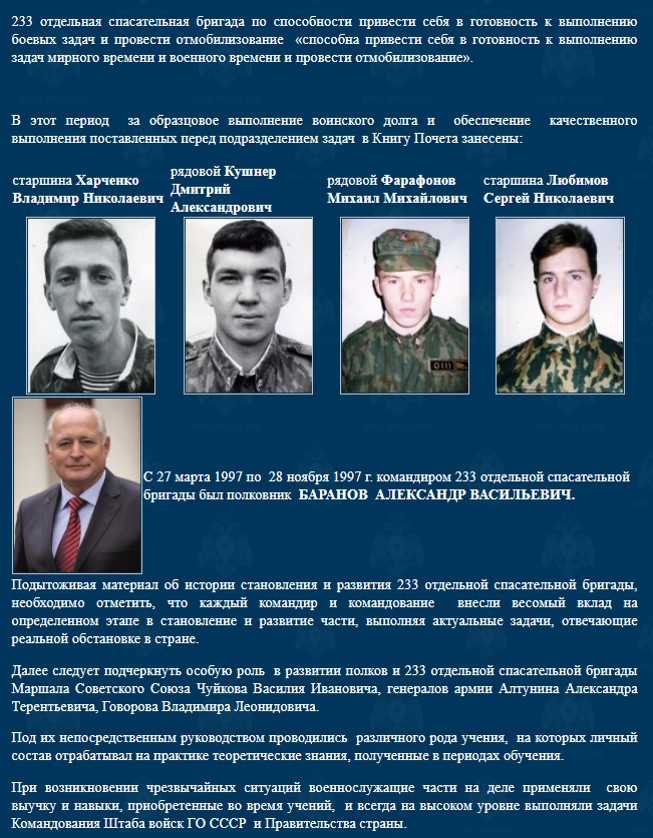 233 отдельная спасательная бригада по способности привести себя в готовность к выполнению
боевых задач и провести отмобилизование «способна привести себя в готовность к выполнению
задач мирного времени и военного времени и провести отмобилизование».
В этот период за образцовое выполнение воинского долга и обеспечение качественного
выполнения поставленных перед подразделением задач в Книгу Почета занесены:
старшина Харченко
Владимир Николаевич
рядовой Кушнер
Дмитрий
Александрович
рядовой Фарафонов
Михаил Михайлович
старшина Любимов
Сергей Николаевич
С 27 марта 1997 по 28 ноября 1997 г. командиром 233 отдельной спасательной
бригады был полковник БАРАНОВ АЛЕКСАНДР ВАСИЛЬЕВИЧ.
Подытоживая материал об истории становления и развития 233 отдельной спасательной бригады,
необходимо отметить, что каждый командир и командование внесли весомый вклад на
определенном этапе в становление и развитие части, выполняя актуальные задачи, отвечающие
реальной обстановке в стране.
Далее следует подчеркнуть особую роль в развитии полков и 233 отдельной спасательной бригады
Маршала Советского Союза Чуйкова Василия Ивановича, генералов армии Алтунина Александра
Терентьевича, Говорова Владимира Леонидовича.
Под их непосредственным руководством проводились различного рода учения, на которых личный
состав отрабатывал на практике теоретические знания, полученные в периодах обучения.
При возникновении чрезвычайных ситуаций военнослужащие части на деле применяли свою
выучку и навыки, приобретенные во время учений, и всегда на высоком уровне выполняли задачи
Командования Штаба войск ГО СССР и Правительства страны.